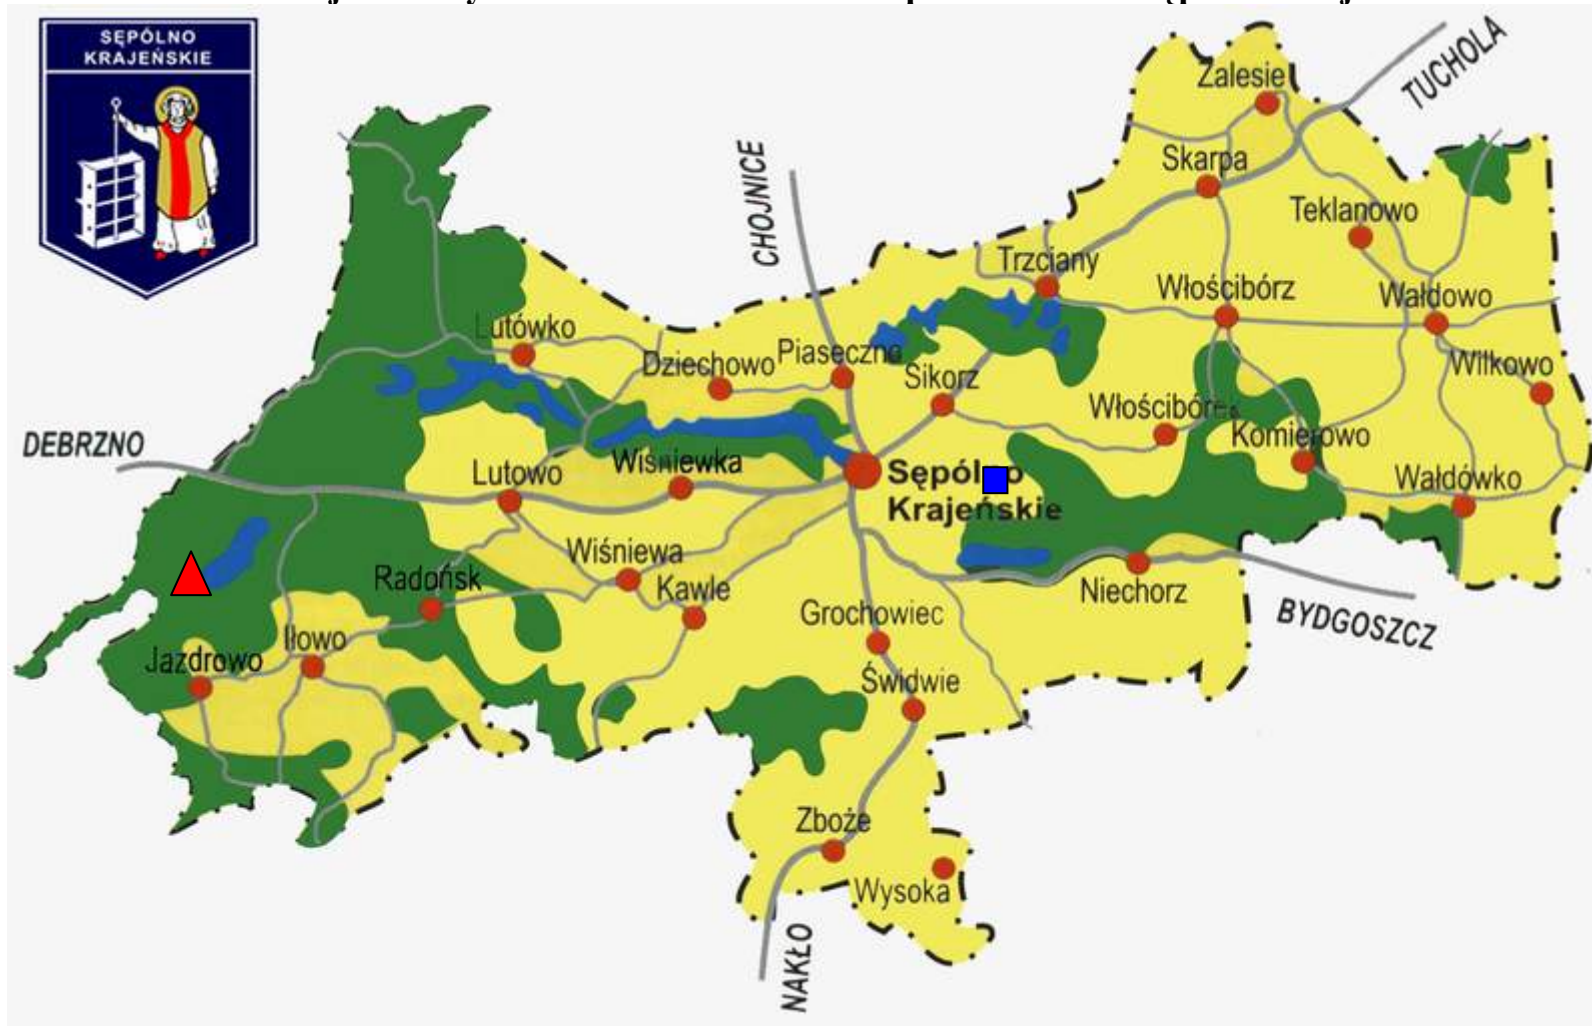 SĘPÓLNO
KRAJEŃSKIE
Zalesie
TUCHOLA
CHOJNICE
Skarpa
Teklanowo
Trzciany
Włościbórz
Wałdowo
Lutówko
Dziechowo
Piaseczno
Sikorz
Wilkowo
Włościbórek
Komierowo
DEBRZNO
Lutowo
Wiśniewka
Sępólno
Krajeńskie
Wałdówko
Wiśniewa
Radońsk
Kawle
Niechorz
Grochowiec
BYDGOSZCZ
Iłowo
Jazdrowo
Świdwie
Zboże
Wysoka
NAKŁO